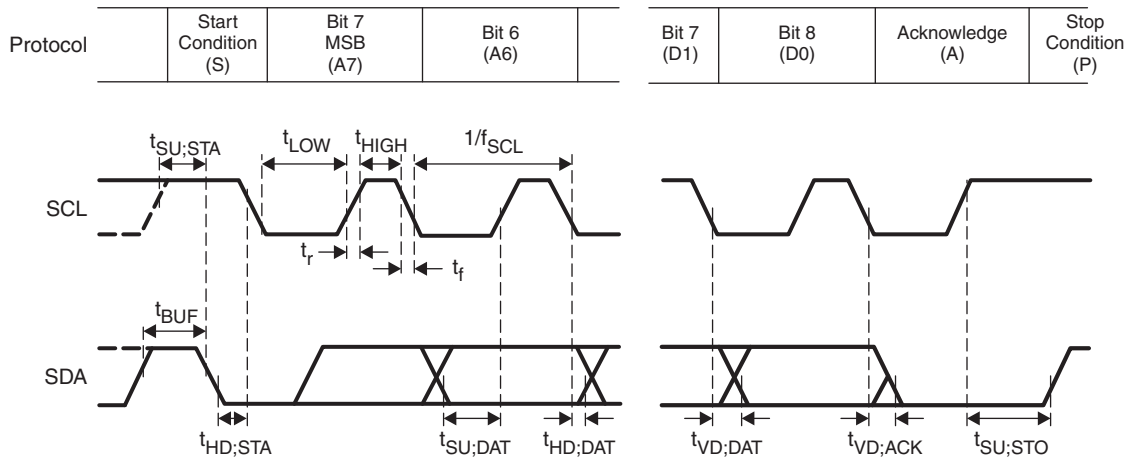 Protocol
Start
Condition
(S)
Bit 7
MSB
(A7)
Bit 6
(A6)
Bit 7
(D1)
Bit 8
(D0)
Acknowledge
(A)
Stop
Condition
(P)
tSU;STA
tLOW
tHIGH
1/fSCL
SCL
tr
tf
tBUF
SDA
tHD;STA
tSU;DAT
tHD;DAT
tVD;DAT
tVD;ACK
tSU;STO